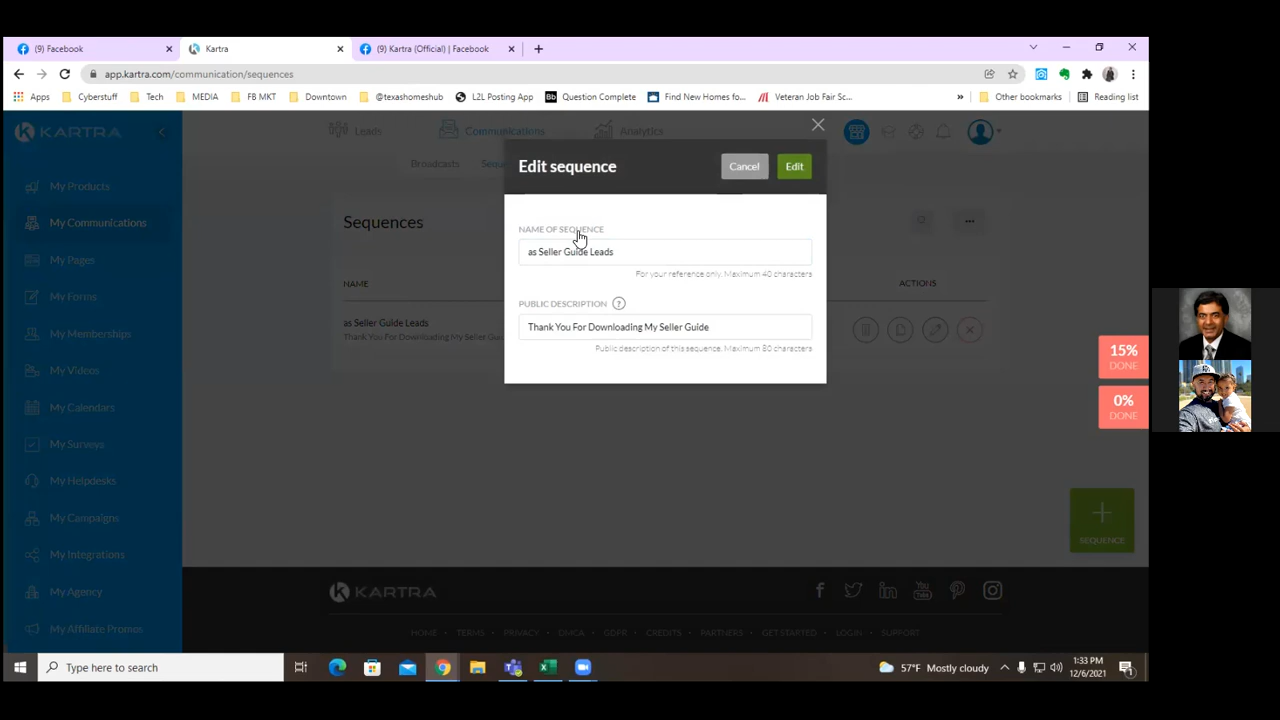 (9) Facebook
Kartra
(9) Kartra (Official) | Facebook
app.kartra.com/communication/sequences
Apps
Cyberstuff
Tech
MEDIA
FB MKT
Downtown
@texashomeshub
L2L Posting App
Bb
Question Complete
Find New Homes fo...
Veteran Job Fair Sc...
»
Other bookmarks
Reading list
KARTRA
Leads
Communications
Analytics
Broadcasts
My Products
My Communications
My Pages
My Forms
My Memberships
My Videos
My Calendars
My Surveys
My Helpdesks
My Campaigns
My Integrations
My Agency
My Affiliate Promos
Sequences
NAME
ACTIONS
as Seller Guide Leads
Thank You For Downloading My Seller Gui
Edit sequence
Cancel
Edit
NAME OF SEQUENCE
as Seller Guide Leads
For your reference only. Maximum 40 characters
PUBLIC DESCRIPTION ?
Thank You For Downloading My Seller Guide
Public description of this sequence. Maximum 80 characters
15%
DONE
0%
DONE
+
SEQUENCE
KARTRA
You Tube
HOME • TERMS • PRIVACY • DMCA • GDPR • CREDITS • PARTNERS • GET STARTED • LOGIN • SUPPORT
Type here to search
57°F Mostly cloudy
1:33 PM
12/6/2021